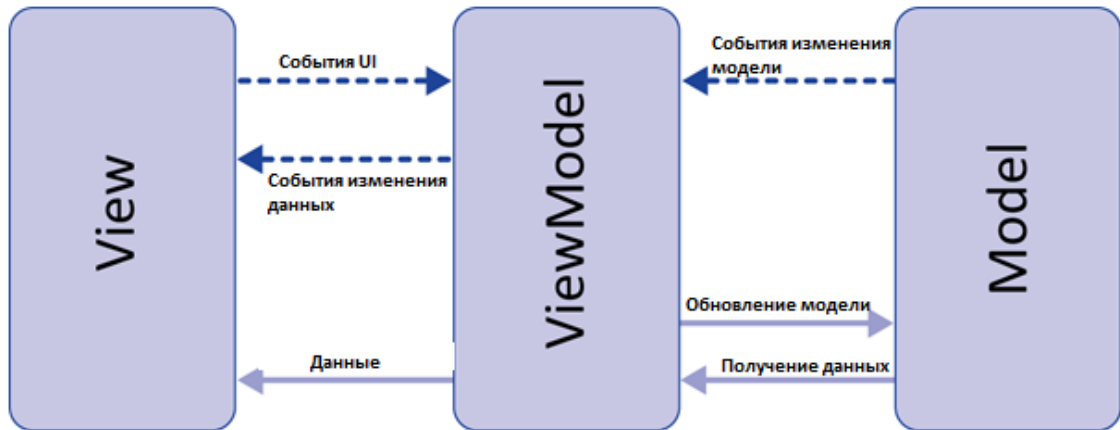 View
События UI
События изменения
данных
Данные
ViewModel
События изменения
модели
Обновление модели
Получение данных
Model